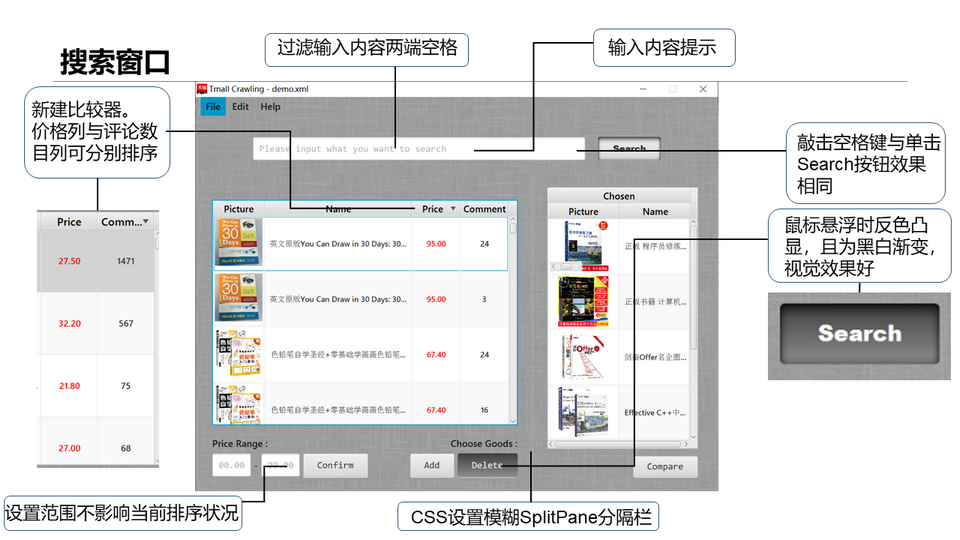 搜索窗口
过滤输入内容两端空格
输入内容提示
新建比较器。
价格列与评论数
目列可分别排序
Tmall Crawling - demo.xml
File Edit Help
Please input what you want to search
Search
敲击空格键与单击
Search按钮效果
相同
鼠标悬浮时反色凸
显，且为黑白渐变，
视觉效果好
Search
Price Comm...
27.50 1471
32.20 567
21.80 75
27.00 68
Picture Name Price Comment
英文原版You Can Draw in 30 Days: 30... 95.00 24
英文原版You Can Draw in 30 Days: 30... 95.00 3
色铅笔自学圣经+零基础学画画色铅笔... 67.40 24
色铅笔自学圣经+零基础学画画色铅笔... 67.40 16
Chosen
Picture Name
正版 程序员修炼...
正版书籍 计算机...
剑指Offer名企面...
Effective C++中...
Price Range :
00.00 - 00.00 Confirm
Choose Goods :
Add Delete
Compare
设置范围不影响当前排序状况
CSS设置模糊SplitPane分隔栏